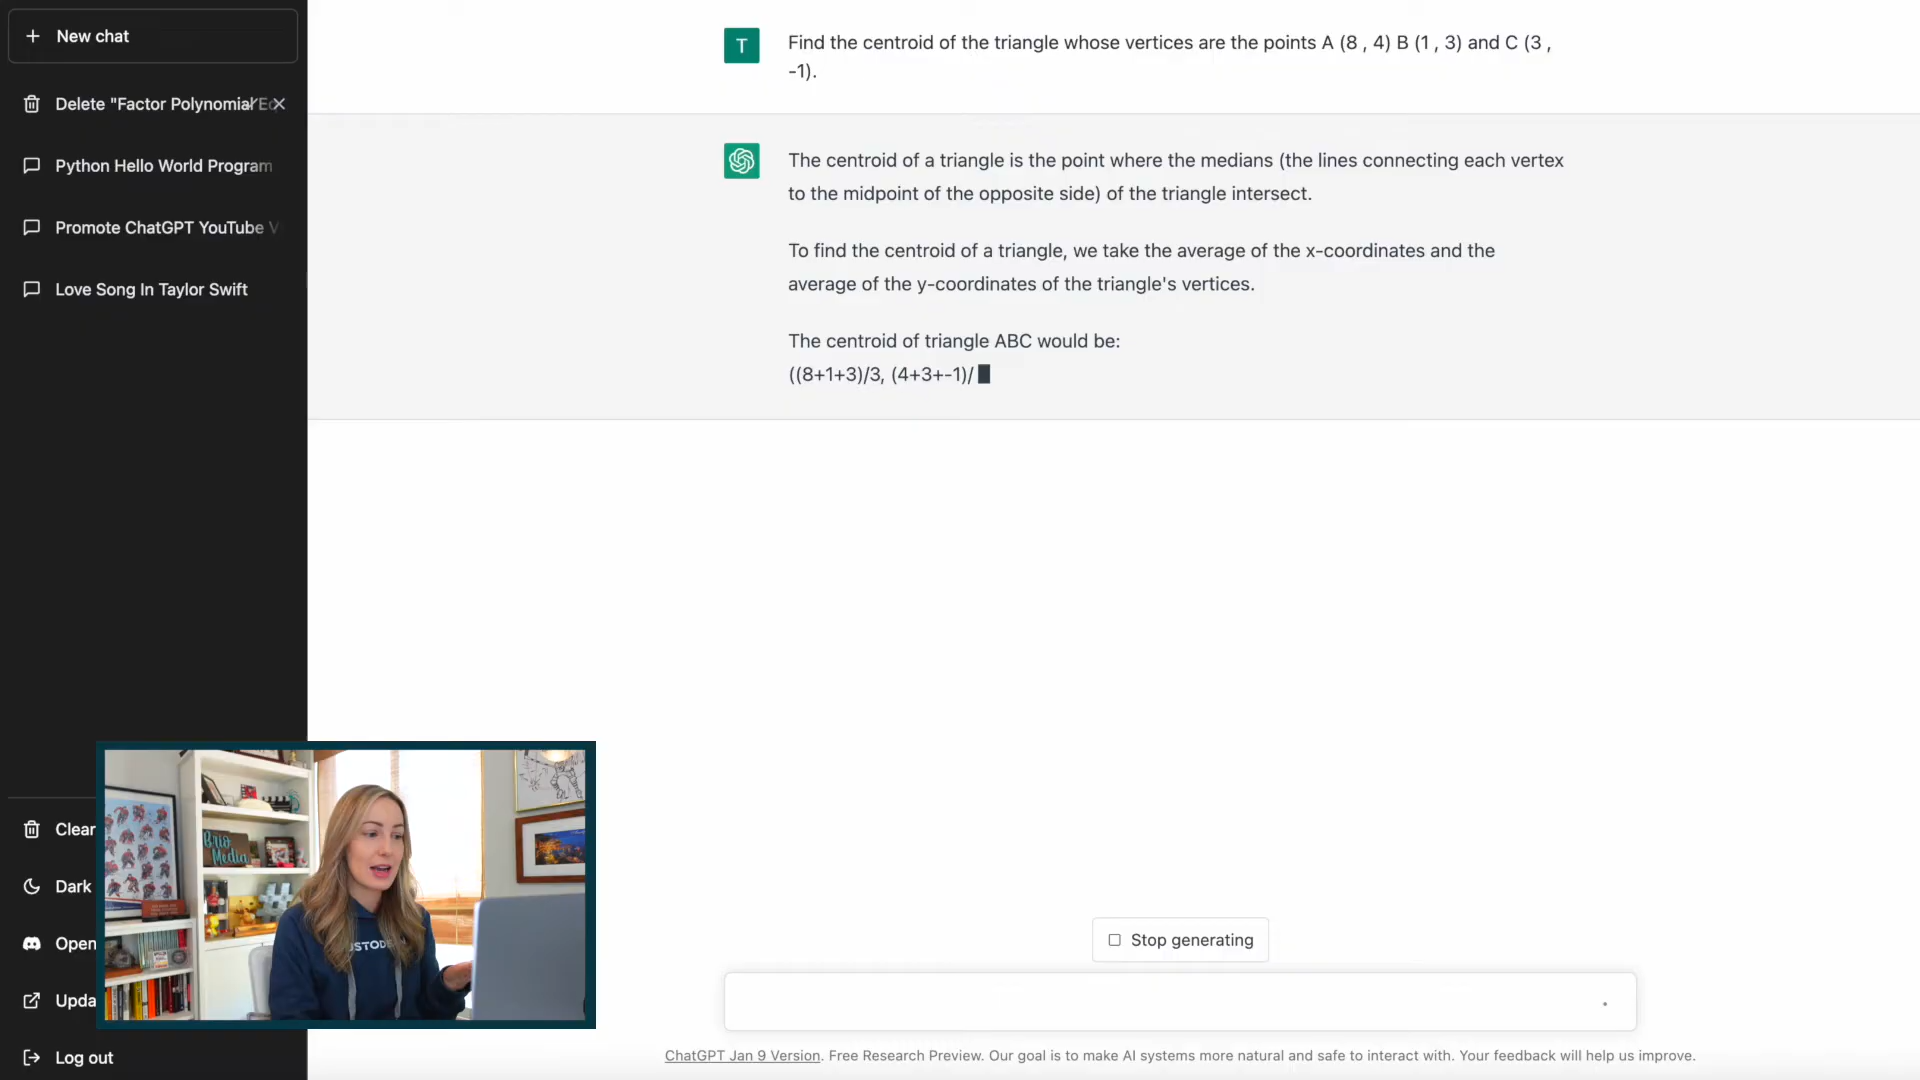 New chat
Delete "Factor Polynomial
Python Hello World Program
Promote ChatGPT YouTube V
Love Song In Taylor Swift
T
Find the centroid of the triangle whose vertices are the points A (8 , 4) B (1 , 3) and C (3 ,
-1).
The centroid of a triangle is the point where the medians (the lines connecting each vertex
to the midpoint of the opposite side) of the triangle intersect.
To find the centroid of a triangle, we take the average of the x-coordinates and the
average of the y-coordinates of the triangle's vertices.
The centroid of triangle ABC would be:
((8+1+3)/3, (4+3+-1)/
Clear
Dark
Open
Upda
Log out
Brio
Media
Stop generating
ChatGPT Jan 9 Version. Free Research Preview. Our goal is to make AI systems more natural and safe to interact with. Your feedback will help us improve.